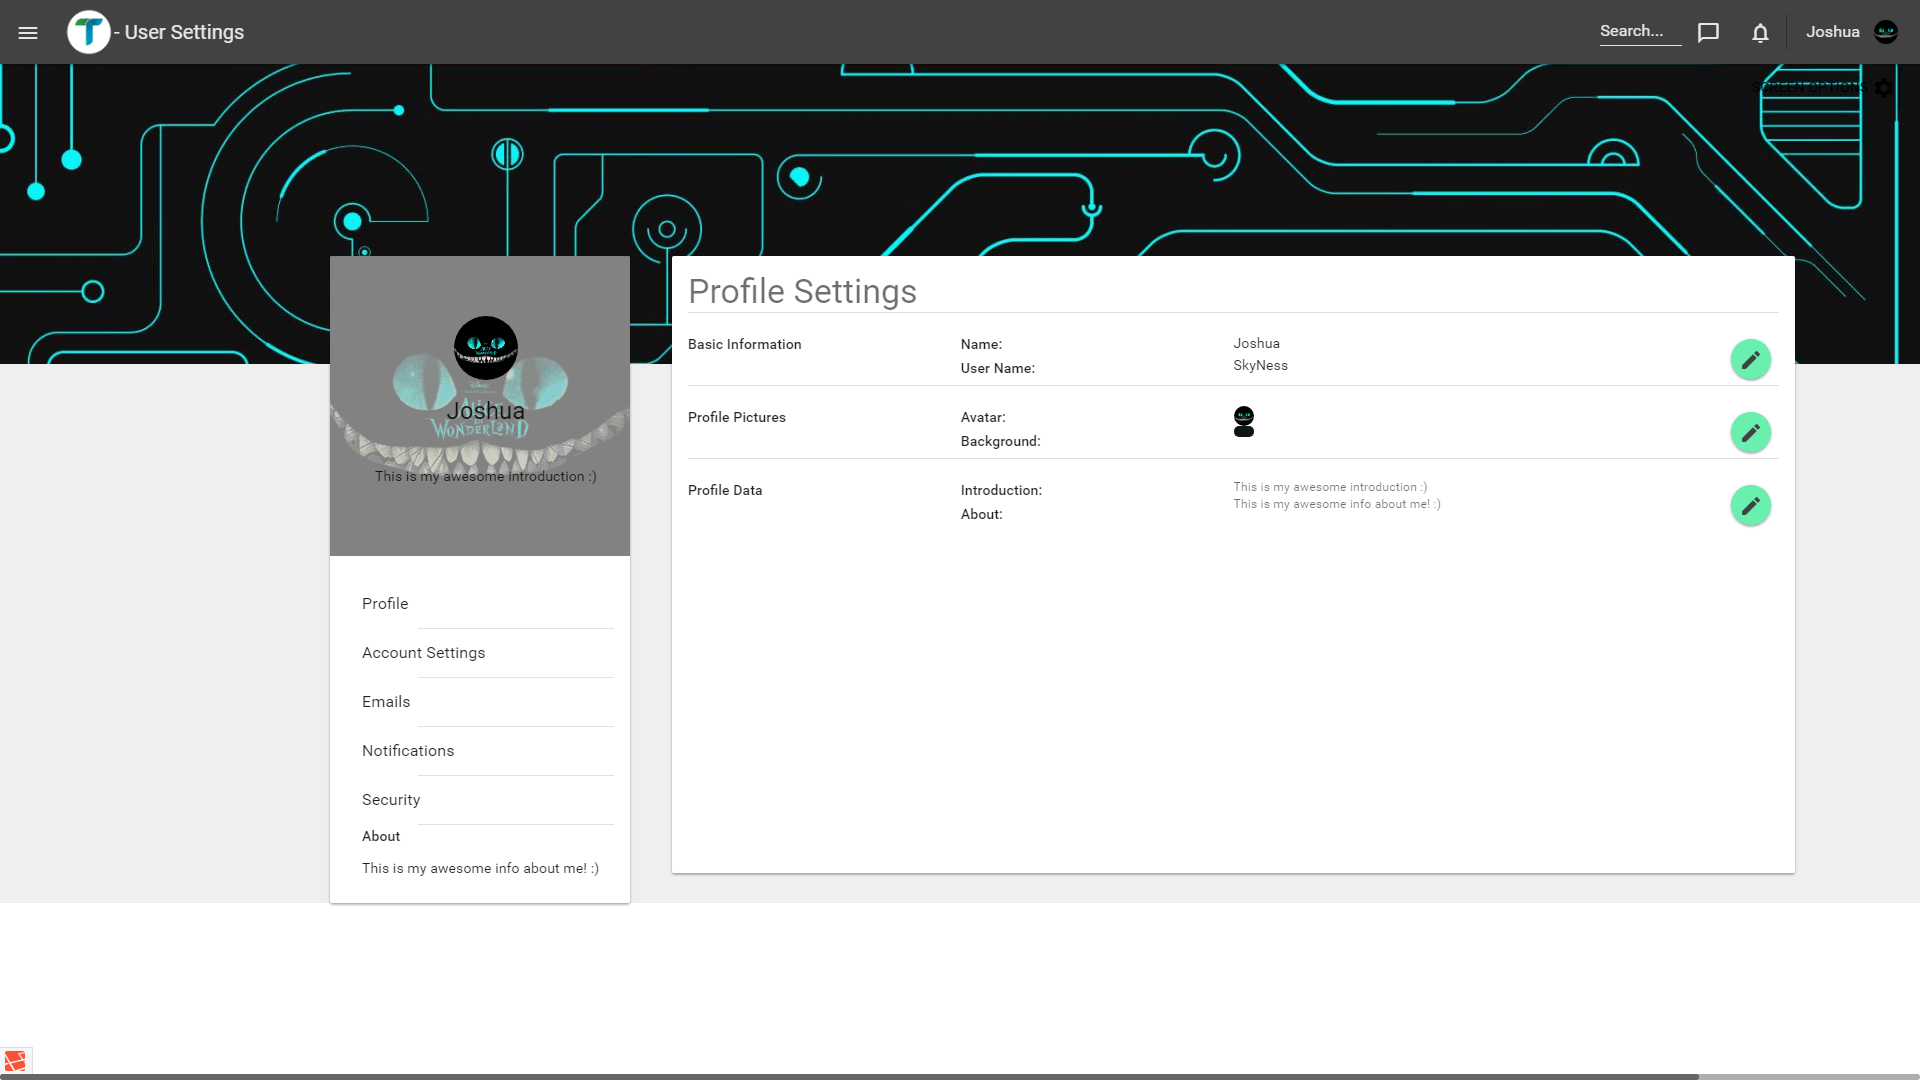 T - User Settings
Search...
Joshua
SCREEN OPTIONS
Joshua
ALICE IN
WONDERLAND
This is my awesome introduction :)
Profile
Account Settings
Emails
Notifications
Security
About
This is my awesome info about me! :)
Profile Settings
Basic Information
Name: Joshua
User Name: SkyNess
Profile Pictures
Avatar:
Background:
Profile Data
Introduction: This is my awesome introduction :)
About: This is my awesome info about me! :)